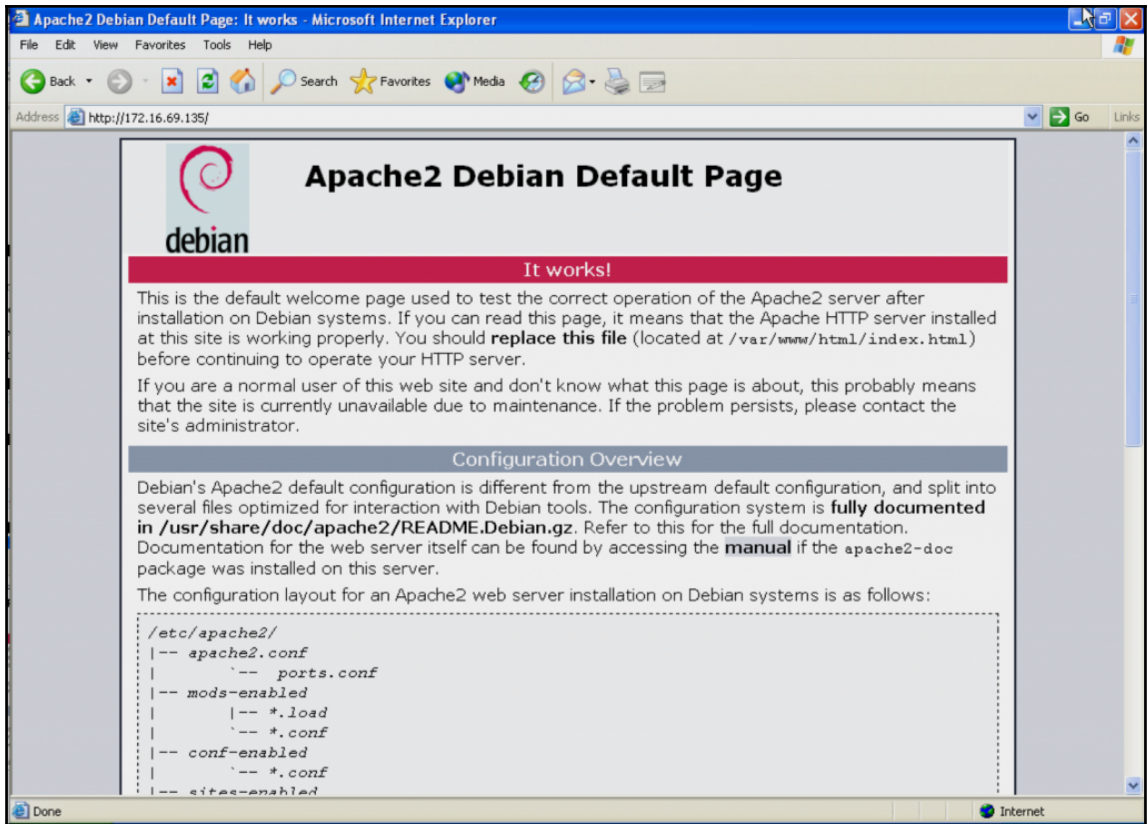 Apache2 Debian Default Page: It works - Microsoft Internet Explorer
File Edit View Favorites Tools Help
Back Search Favorites Media
Address http://172.16.69.135/ Go Links
debian
Apache2 Debian Default Page
It works!
This is the default welcome page used to test the correct operation of the Apache2 server after
installation on Debian systems. If you can read this page, it means that the Apache HTTP server installed
at this site is working properly. You should replace this file (located at /var/www/html/index.html)
before continuing to operate your HTTP server.
If you are a normal user of this web site and don't know what this page is about, this probably means
that the site is currently unavailable due to maintenance. If the problem persists, please contact the
site's administrator.
Configuration Overview
Debian's Apache2 default configuration is different from the upstream default configuration, and split into
several files optimized for interaction with Debian tools. The configuration system is fully documented
in /usr/share/doc/apache2/README.Debian.gz. Refer to this for the full documentation.
Documentation for the web server itself can be found by accessing the manual if the apache2-doc
package was installed on this server.
The configuration layout for an Apache2 web server installation on Debian systems is as follows:
/etc/apache2/
|-- apache2.conf
|       `--  ports.conf
|-- mods-enabled
|       |-- *.load
|       `-- *.conf
|-- conf-enabled
|       `-- *.conf
|-- sites-enabled
Done Internet